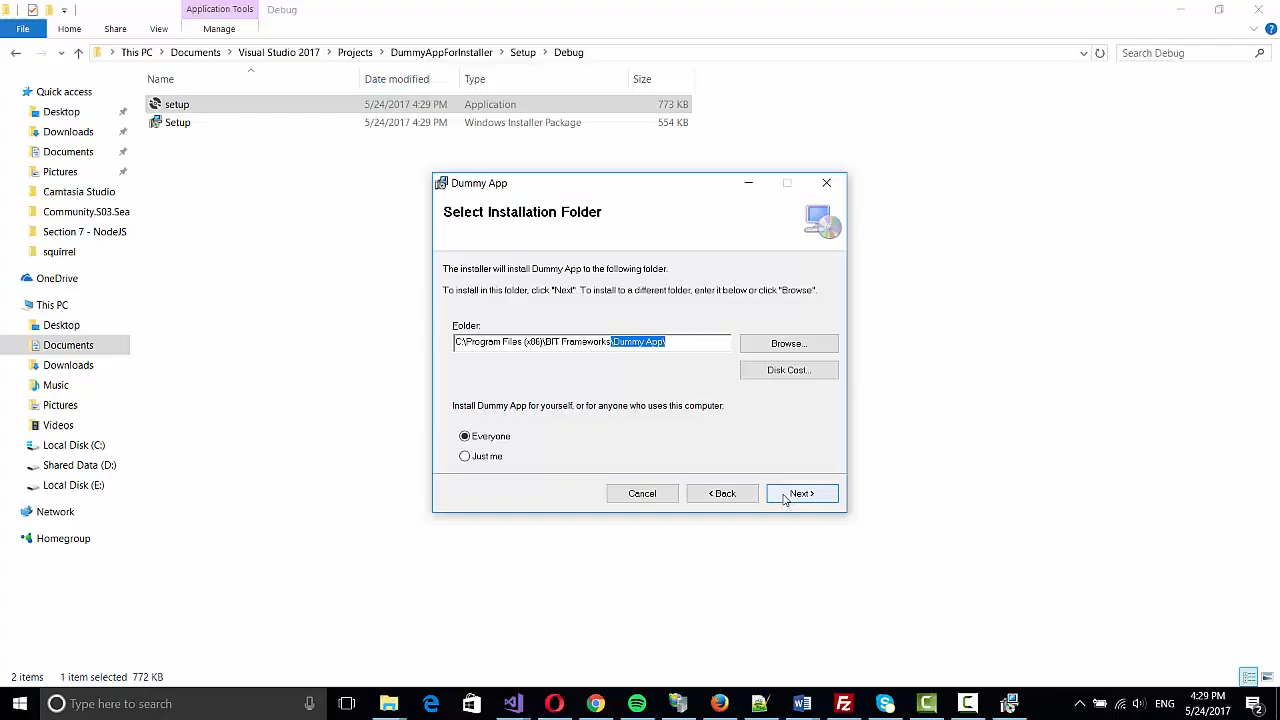 Application Tools
Debug
File
Home
Share
View
Manage
This PC
Documents
Visual Studio 2017
Projects
DummyAppForInstaller
Setup
Debug
Search Debug
Name
Date modified
Type
Size
setup
5/24/2017 4:29 PM
Application
773 KB
Setup
5/24/2017 4:29 PM
Windows Installer Package
554 KB
Quick access
Desktop
Downloads
Documents
Pictures
Camtasia Studio
Community.S03.Sea
Section 7 - NodeJS
squirrel
OneDrive
This PC
Desktop
Documents
Downloads
Music
Pictures
Videos
Local Disk (C:)
Shared Data (D:)
Local Disk (E:)
Network
Homegroup
Dummy App
Select Installation Folder
The installer will install Dummy App to the following folder.
To install in this folder, click "Next". To install to a different folder, enter it below or click "Browse".
Folder:
C:\Program Files (x86)\BIT Frameworks\Dummy App\
Browse...
Disk Cost...
Install Dummy App for yourself, or for anyone who uses this computer:
Everyone
Just me
Cancel
< Back
Next >
2 items
1 item selected 772 KB
Type here to search
ENG
4:29 PM
5/24/2017
2